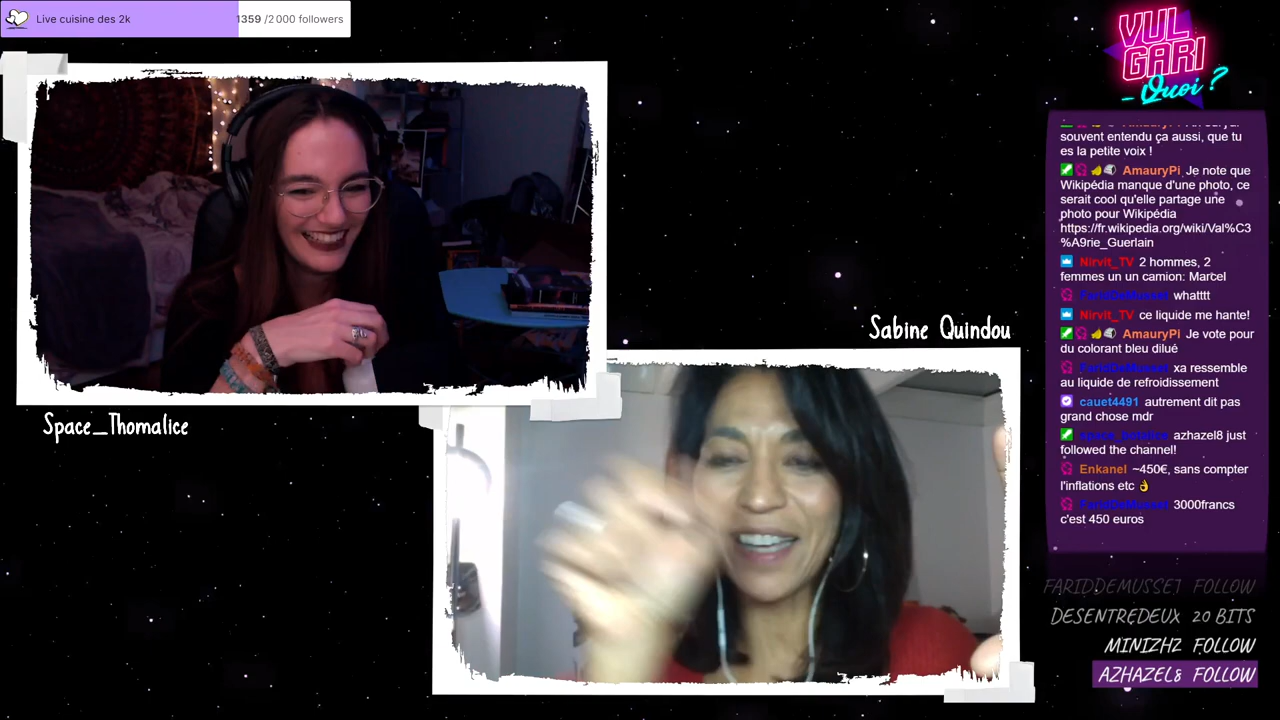 Live cuisine des 2k
1359 /2 000 followers
VUL
GARI
- Quoi ?
Space_Thomalice
Sabine Quindou
souvent entendu ça aussi, que tu
es la petite voix !
AmauryPi Je note que
Wikipédia manque d'une photo, ce
serait cool qu'elle partage une
photo pour Wikipédia
https://fr.wikipedia.org/wiki/Val%C3
%A9rie_Guerlain
Nirvit_TV 2 hommes, 2
femmes un un camion: Marcel
FaridDeMusset whatttt
Nirvit_TV ce liquide me hante!
AmauryPi Je vote pour
du colorant bleu dilué
FaridDeMusset xa ressemble
au liquide de refroidissement
cauet4491 autrement dit pas
grand chose mdr
azhazel8 just
followed the channel!
Enkanel ~450€, sans compter
l'inflations etc 👌
FaridDeMusset 3000francs
c'est 450 euros
FARIDDEMUSSET FOLLOW
DESENTREDEUX 20 BITS
MINIZHZ FOLLOW
AZHAZEL8 FOLLOW